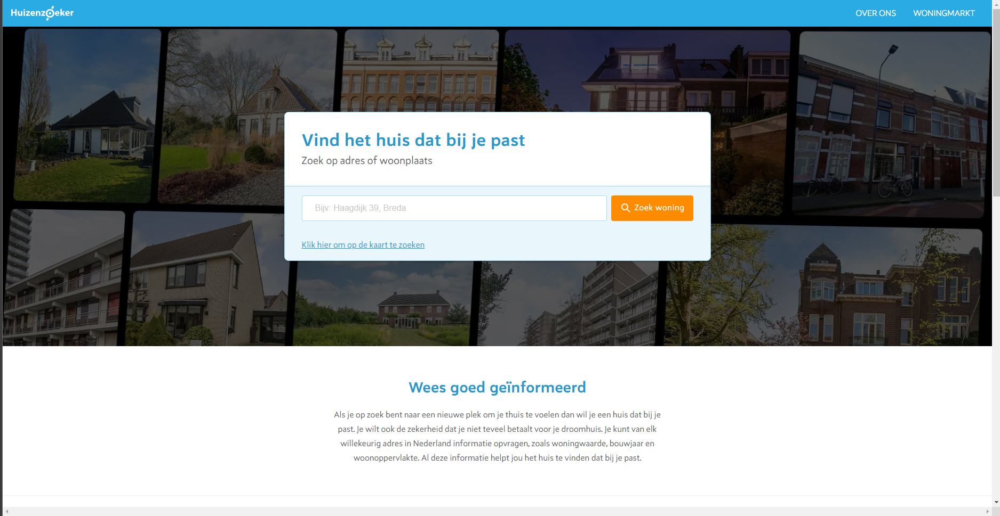 Huizenzoeker
OVER ONS
WONINGMARKT
Vind het huis dat bij je past
Zoek op adres of woonplaats
Bijv: Haagdijk 39, Breda
Zoek woning
Klik hier om op de kaart te zoeken
Wees goed geïnformeerd
Als je op zoek bent naar een nieuwe plek om je thuis te voelen dan wil je een huis dat bij je
past. Je wilt ook de zekerheid dat je niet teveel betaalt voor je droomhuis. Je kunt van elk
willekeurig adres in Nederland informatie opvragen, zoals woningwaarde, bouwjaar en
woonoppervlakte. Al deze informatie helpt jou het huis te vinden dat bij je past.